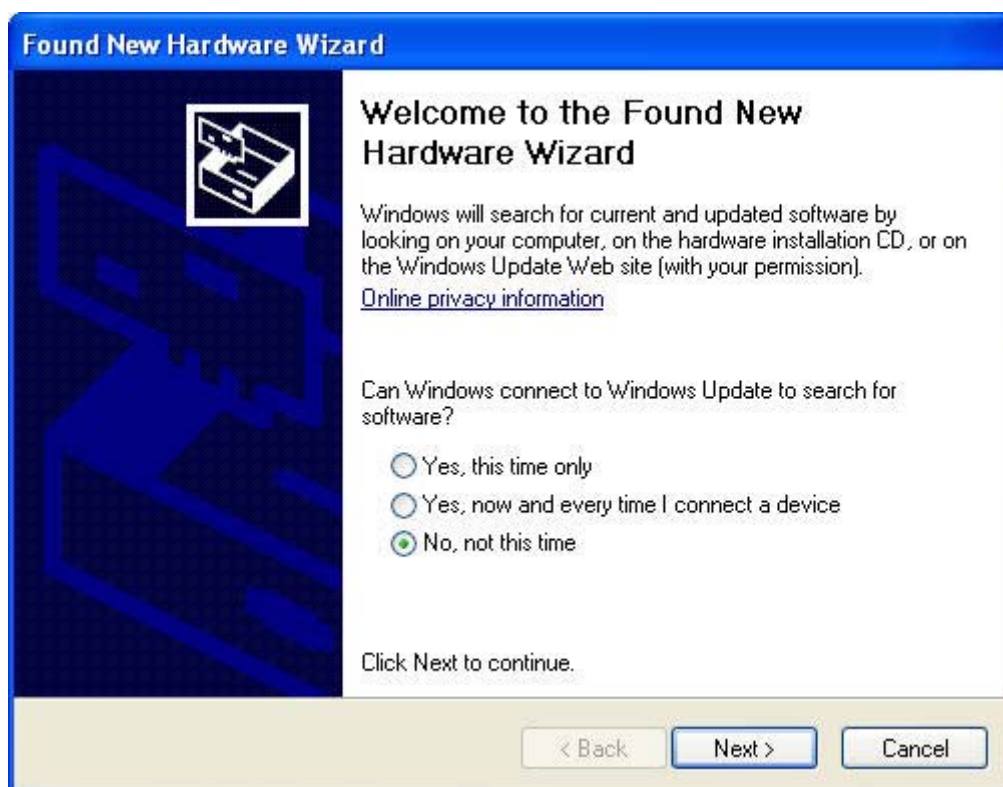 Found New Hardware Wizard
Welcome to the Found New
Hardware Wizard
Windows will search for current and updated software by
looking on your computer, on the hardware installation CD, or on
the Windows Update Web site (with your permission).
Online privacy information
Can Windows connect to Windows Update to search for
software?
Yes, this time only
Yes, now and every time I connect a device
No, not this time
Click Next to continue.
< Back Next > Cancel